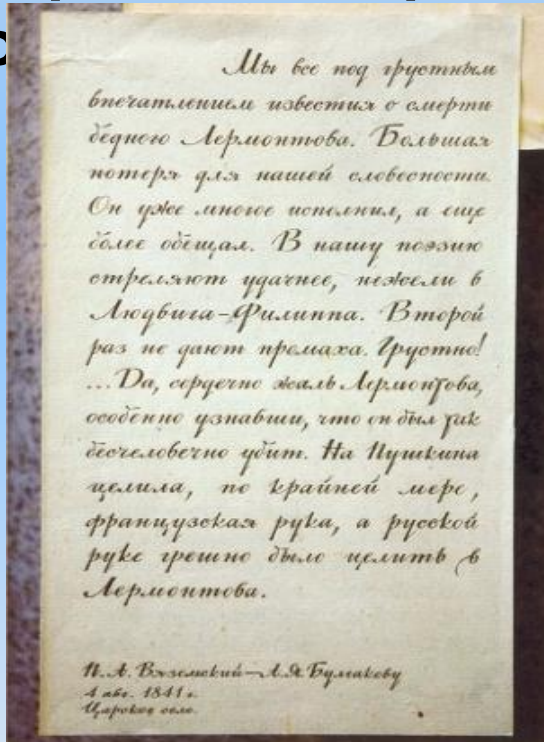 Мы все под грустным
впечатлением известия о смерти
бедного Лермонтова. Большая
потеря для нашей словесности.
Он уже многое исполнил, а еще
более обещал. В нашу поэзию
стреляют удачнее, нежели в
Людвига-Филиппа. Второй
раз не дают промаха. Грустно!
...Да, сердечно жаль Лермонтова,
особенно узнавши, что он был так
бесчеловечно убит. На Пушкина
целила, по крайней мере,
французская рука, а русской
руке грешно было целить в
Лермонтова.
П. А. Вяземский – А. Я. Булгакову
4 авг. 1841 г.
Царское село.